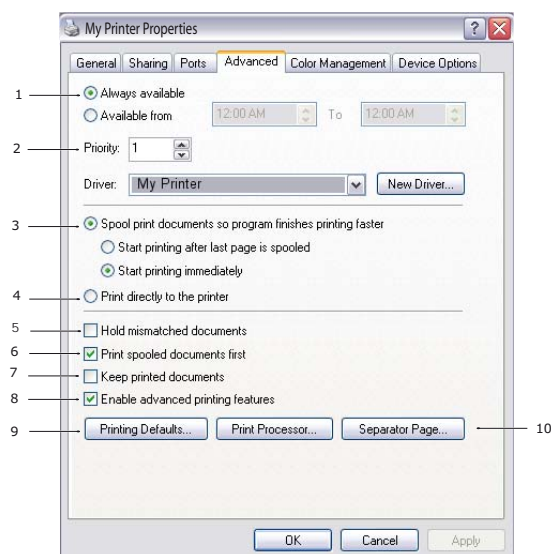 My Printer Properties
General Sharing Ports Advanced Color Management Device Options
1 Always available
Available from 12:00 AM To 12:00 AM
2 Priority: 1
Driver: My Printer New Driver...
3 Spool print documents so program finishes printing faster
Start printing after last page is spooled
Start printing immediately
4 Print directly to the printer
5 Hold mismatched documents
6 Print spooled documents first
7 Keep printed documents
8 Enable advanced printing features
9 Printing Defaults... Print Processor... Separator Page... 10
OK Cancel Apply